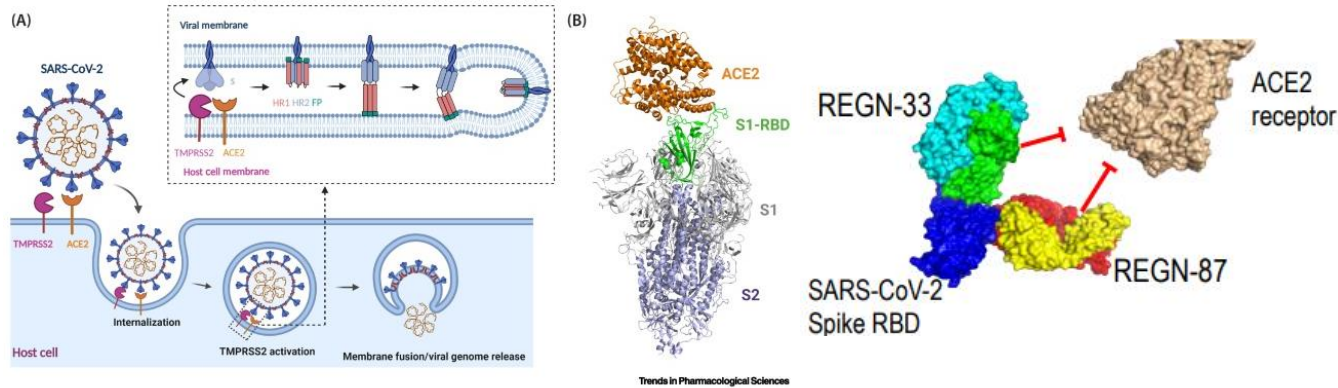 (A)
SARS-CoV-2
TMPRSS2
ACE2
Internalization
TMPRSS2 activation
Membrane fusion/viral genome release
Host cell
Viral membrane
S
HR1 HR2 FP
TMPRSS2
ACE2
Host cell membrane
(B)
ACE2
S1-RBD
S1
S2
Trends in Pharmacological Sciences
REGN-33
ACE2
receptor
REGN-87
SARS-CoV-2
Spike RBD